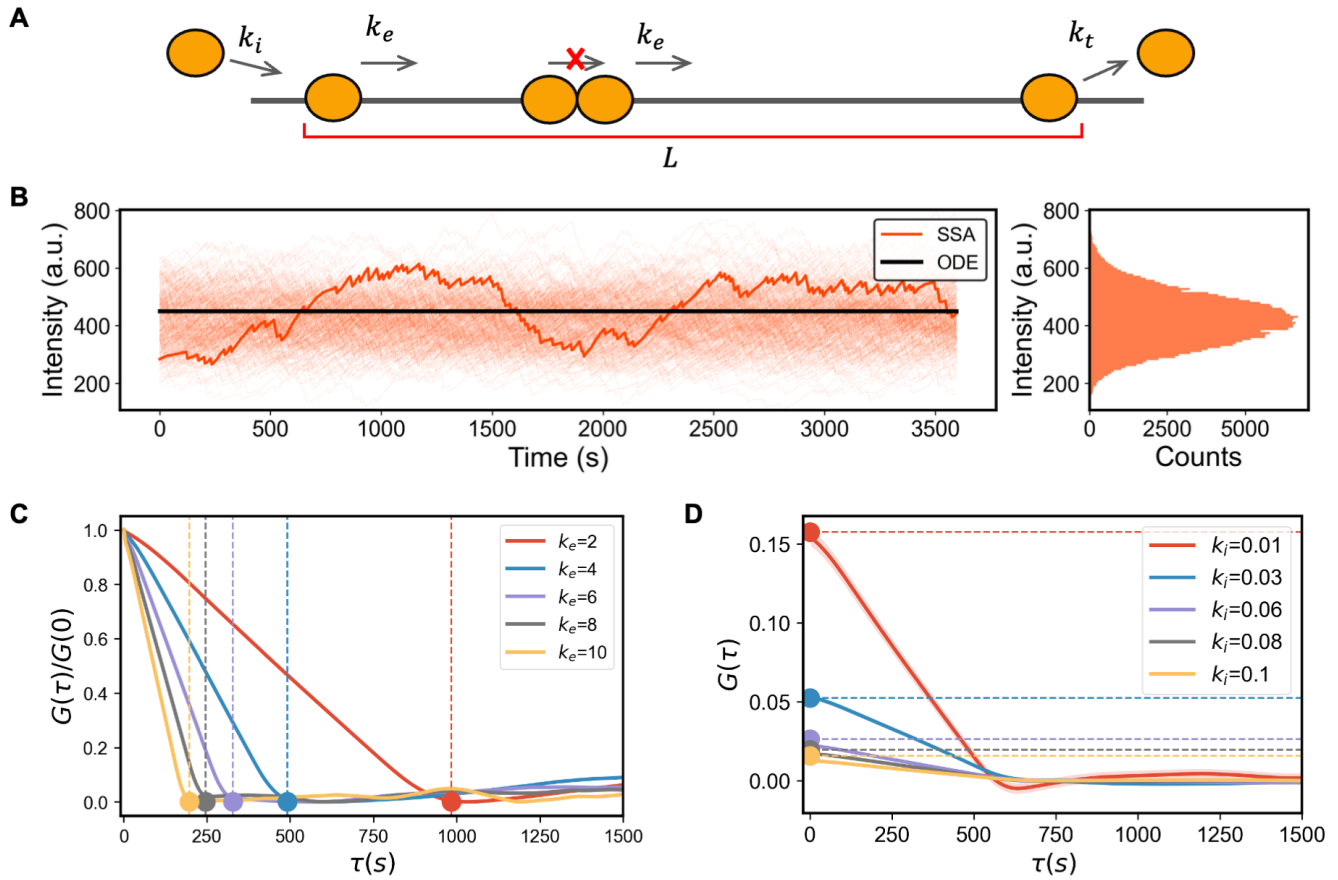 A
k_i
k_e
k_e
k_t
L
B
Intensity (a.u.)
800
600
400
200
0
500
1000
1500
2000
2500
3000
3500
Time (s)
SSA
ODE
Intensity (a.u.)
800
600
400
200
0
2500
5000
Counts
C
G(τ)/G(0)
1.0
0.8
0.6
0.4
0.2
0.0
0
250
500
750
1000
1250
1500
τ(s)
k_e=2
k_e=4
k_e=6
k_e=8
k_e=10
D
G(τ)
0.15
0.10
0.05
0.00
0
250
500
750
1000
1250
1500
τ(s)
k_i=0.01
k_i=0.03
k_i=0.06
k_i=0.08
k_i=0.1